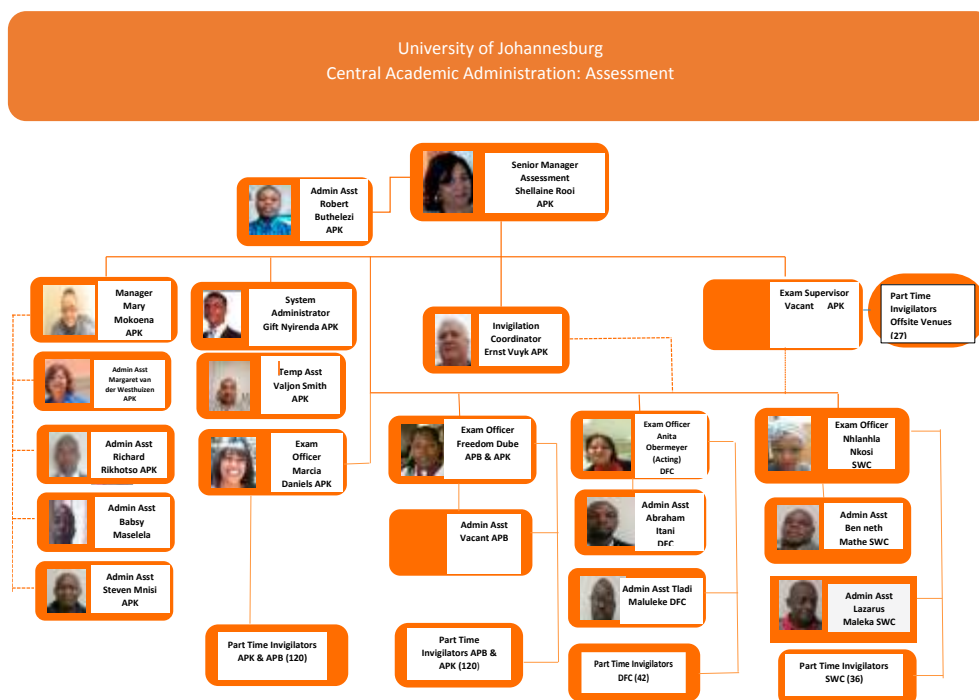 University of Johannesburg
Central Academic Administration: Assessment
Senior Manager
Assessment
Shellaine Rooi
APK
Admin Asst
Robert
Buthelezi
APK
Manager
Mary
Mokoena
APK
System
Administrator
Gift Nyirenda APK
Invigilation
Coordinator
Ernst Vuyk APK
Exam Supervisor
Vacant APK
Part Time
Invigilators
Offsite Venues
(27)
Admin Asst
Margaret van
der Westhuizen
APK
Temp Asst
Valjon Smith
APK
Admin Asst
Richard
Rikhotso APK
Exam
Officer
Marcia
Daniels APK
Exam Officer
Freedom Dube
APB & APK
Exam Officer
Anita
Obermeyer
(Acting)
DFC
Exam Officer
Nhlanhla
Nkosi
SWC
Admin Asst
Babsy
Maselela
Admin Asst
Vacant APB
Admin Asst
Abraham
Itani
DFC
Admin Asst
Ben neth
Mathe SWC
Admin Asst
Steven Mnisi
APK
Admin Asst Tladi
Maluleke DFC
Admin Asst
Lazarus
Maleka SWC
Part Time Invigilators
APK & APB (120)
Part Time
Invigilators APB &
APK (120)
Part Time Invigilators
DFC (42)
Part Time Invigilators
SWC (36)